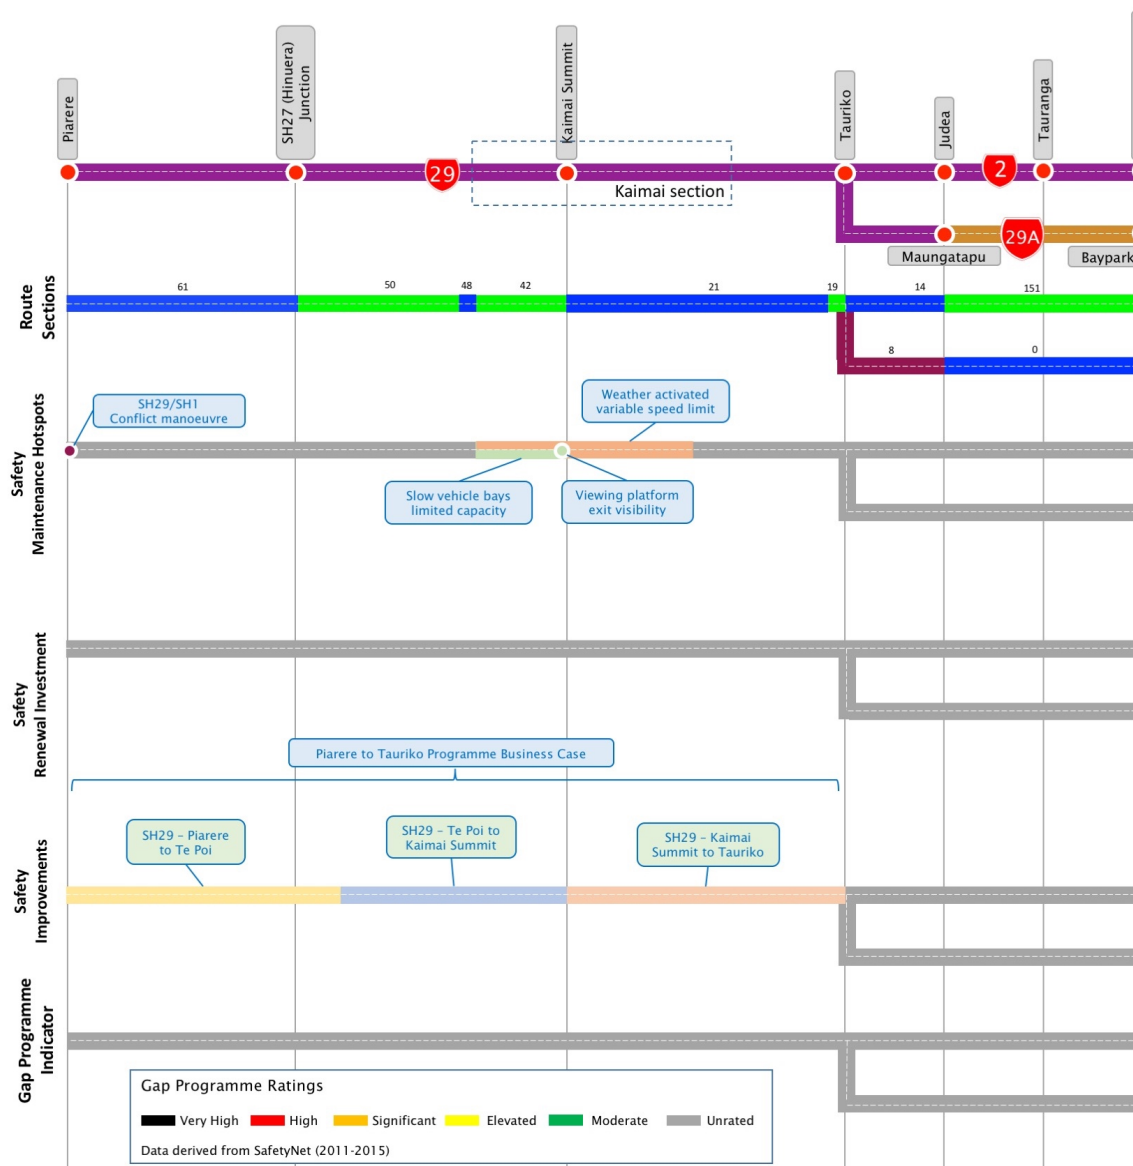 Piarere
SH27 (Hinuera)
Junction
Kaimai Summit
Tauriko
Judea
Tauranga
29
2
Kaimai section
29A
Maungatapu
Baypark
Route
Sections
61
50
48
42
21
19
14
151
8
0
Safety
Maintenance Hotspots
SH29/SH1
Conflict manoeuvre
Weather activated
variable speed limit
Slow vehicle bays
limited capacity
Viewing platform
exit visibility
Safety
Renewal Investment
Piarere to Tauriko Programme Business Case
Safety
Improvements
SH29 – Piarere
to Te Poi
SH29 – Te Poi to
Kaimai Summit
SH29 – Kaimai
Summit to Tauriko
Gap Programme
Indicator
Gap Programme Ratings
Very High
High
Significant
Elevated
Moderate
Unrated
Data derived from SafetyNet (2011-2015)